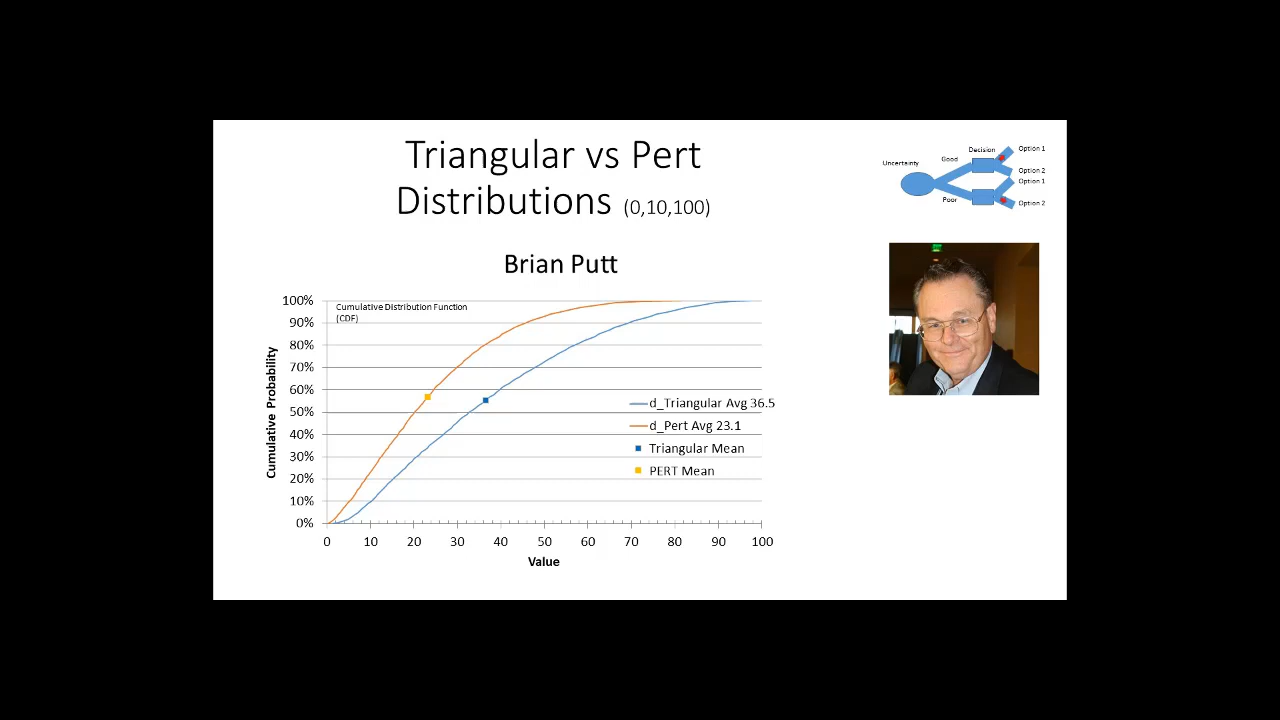 Triangular vs Pert
Distributions (0,10,100)
Brian Putt
Uncertainty
Good
Poor
Decision
Option 1
Option 2
Option 1
Option 2
Cumulative Distribution Function
(CDF)
Cumulative Probability
100%
90%
80%
70%
60%
50%
40%
30%
20%
10%
0%
d_Triangular Avg 36.5
d_Pert Avg 23.1
Triangular Mean
PERT Mean
0 10 20 30 40 50 60 70 80 90 100
Value